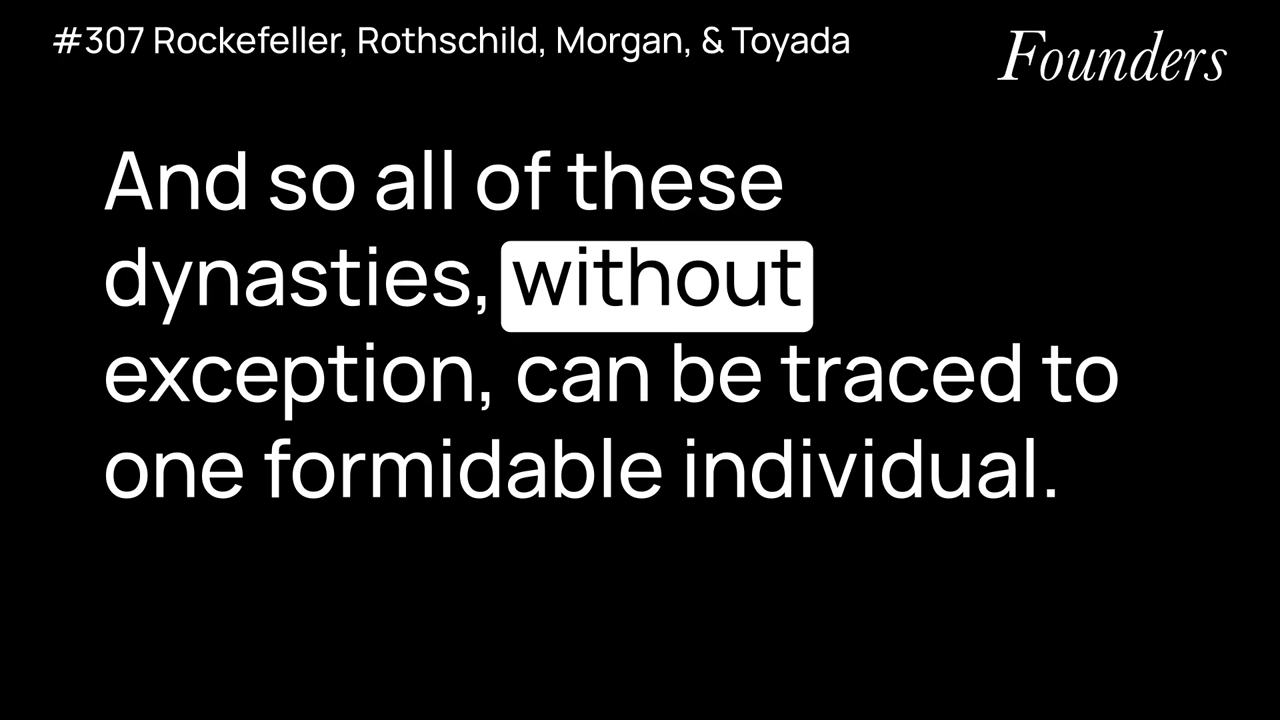 #307 Rockefeller, Rothschild, Morgan, & Toyada
Founders
And so all of these
dynasties, without
exception, can be traced to
one formidable individual.